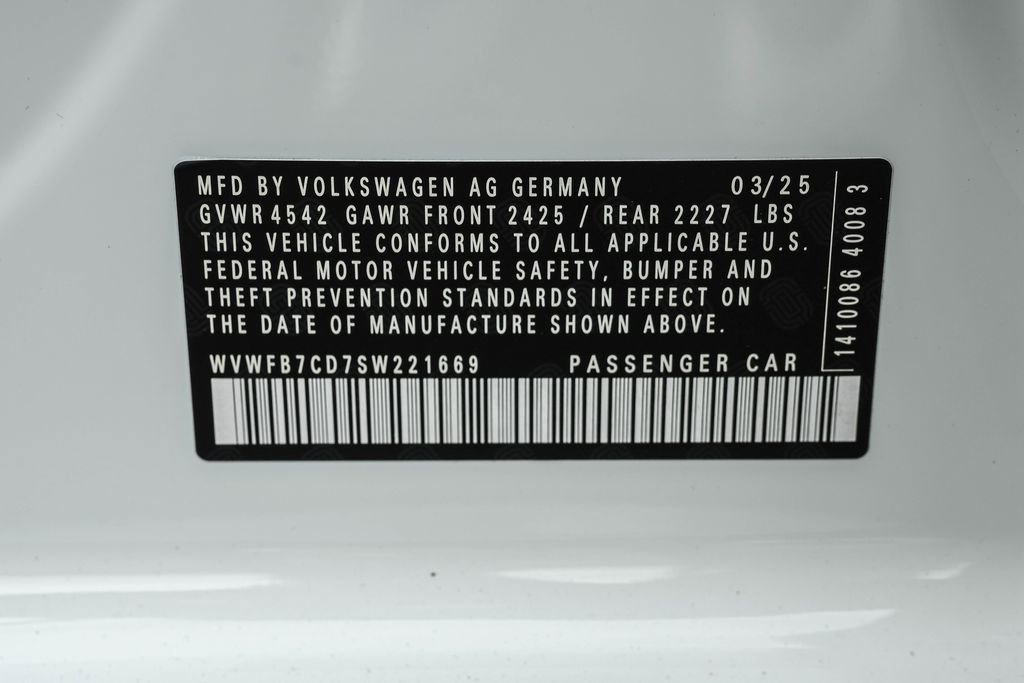 MFD BY VOLKSWAGEN AG GERMANY 03/25
GVWR 4542 GAWR FRONT 2425 / REAR 2227 LBS
THIS VEHICLE CONFORMS TO ALL APPLICABLE U.S.
FEDERAL MOTOR VEHICLE SAFETY, BUMPER AND
THEFT PREVENTION STANDARDS IN EFFECT ON
THE DATE OF MANUFACTURE SHOWN ABOVE.
WVWFB7CD7SW221669 PASSENGER CAR
1410086 4008 3